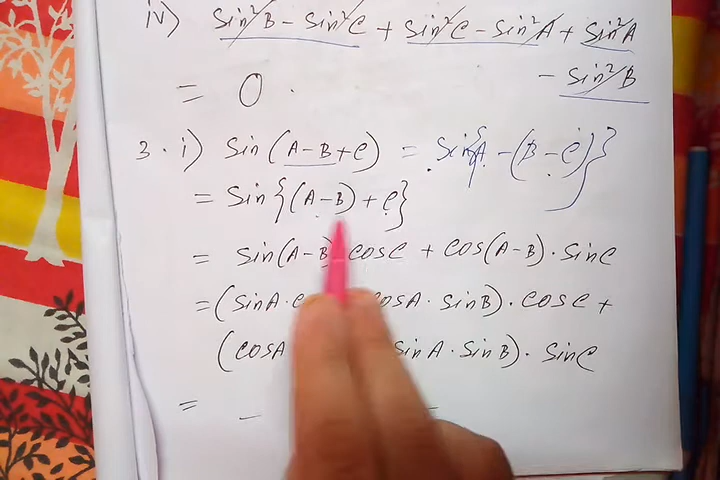 iv) Sin²B - Sin²C + Sin²C - Sin²A + Sin²A
- Sin²B
= 0.
3. i) Sin (A-B+C) = Sin{A -(B-C)}
= Sin{(A-B)+C}
= Sin(A-B) cosC + cos(A-B)·SinC
=(SinA· cosA· SinB)·cosC +
(cosA SinA·SinB)·SinC
=